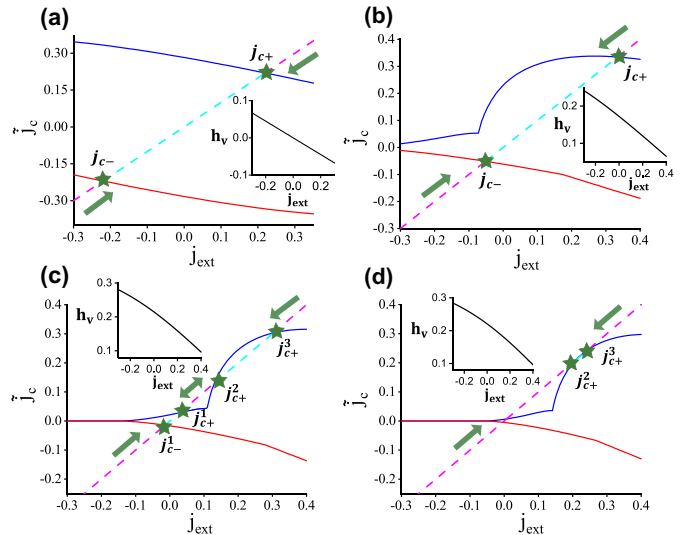 (a)
j_c+
0.30
0.15
0.00
-0.15
-0.30
j̃_c
j_c-
0.1
0.0
-0.1
h_v
-0.2 0.0 0.2
j_ext
-0.3 -0.2 -0.1 0.0 0.1 0.2 0.3
j_ext
(b)
j_c+
0.4
0.3
0.2
0.1
0.0
-0.1
-0.2
-0.3
j̃_c
j_c-
0.2
0.1
h_v
j_ext
-0.2 0.0 0.2 0.4
-0.3 -0.2 -0.1 0.0 0.1 0.2 0.3 0.4
j_ext
(c)
0.3
0.2
0.1
h_v
-0.2 0.0 0.2 0.4
j_ext
0.4
0.3
0.2
0.1
0.0
-0.1
-0.2
j̃_c
j^3_c+
j^2_c+
j^1_c+
j^1_c-
-0.3 -0.2 -0.1 0.0 0.1 0.2 0.3 0.4
j_ext
(d)
0.3
0.2
0.1
h_v
-0.2 0.0 0.2 0.4
j_ext
0.4
0.3
0.2
0.1
0.0
-0.1
-0.2
j̃_c
j^3_c+
j^2_c+
-0.3 -0.2 -0.1 0.0 0.1 0.2 0.3 0.4
j_ext